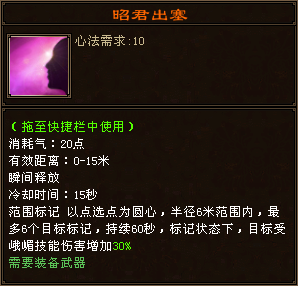 昭君出塞
心法需求:10
（拖至快捷栏中使用）
消耗气：20点
有效距离：0-15米
瞬间释放
冷却时间：15秒
范围标记 以点选点为圆心，半径6米范围内，最
多6个目标标记，持续60秒，标记状态下，目标受
峨嵋技能伤害增加30%
需要装备武器